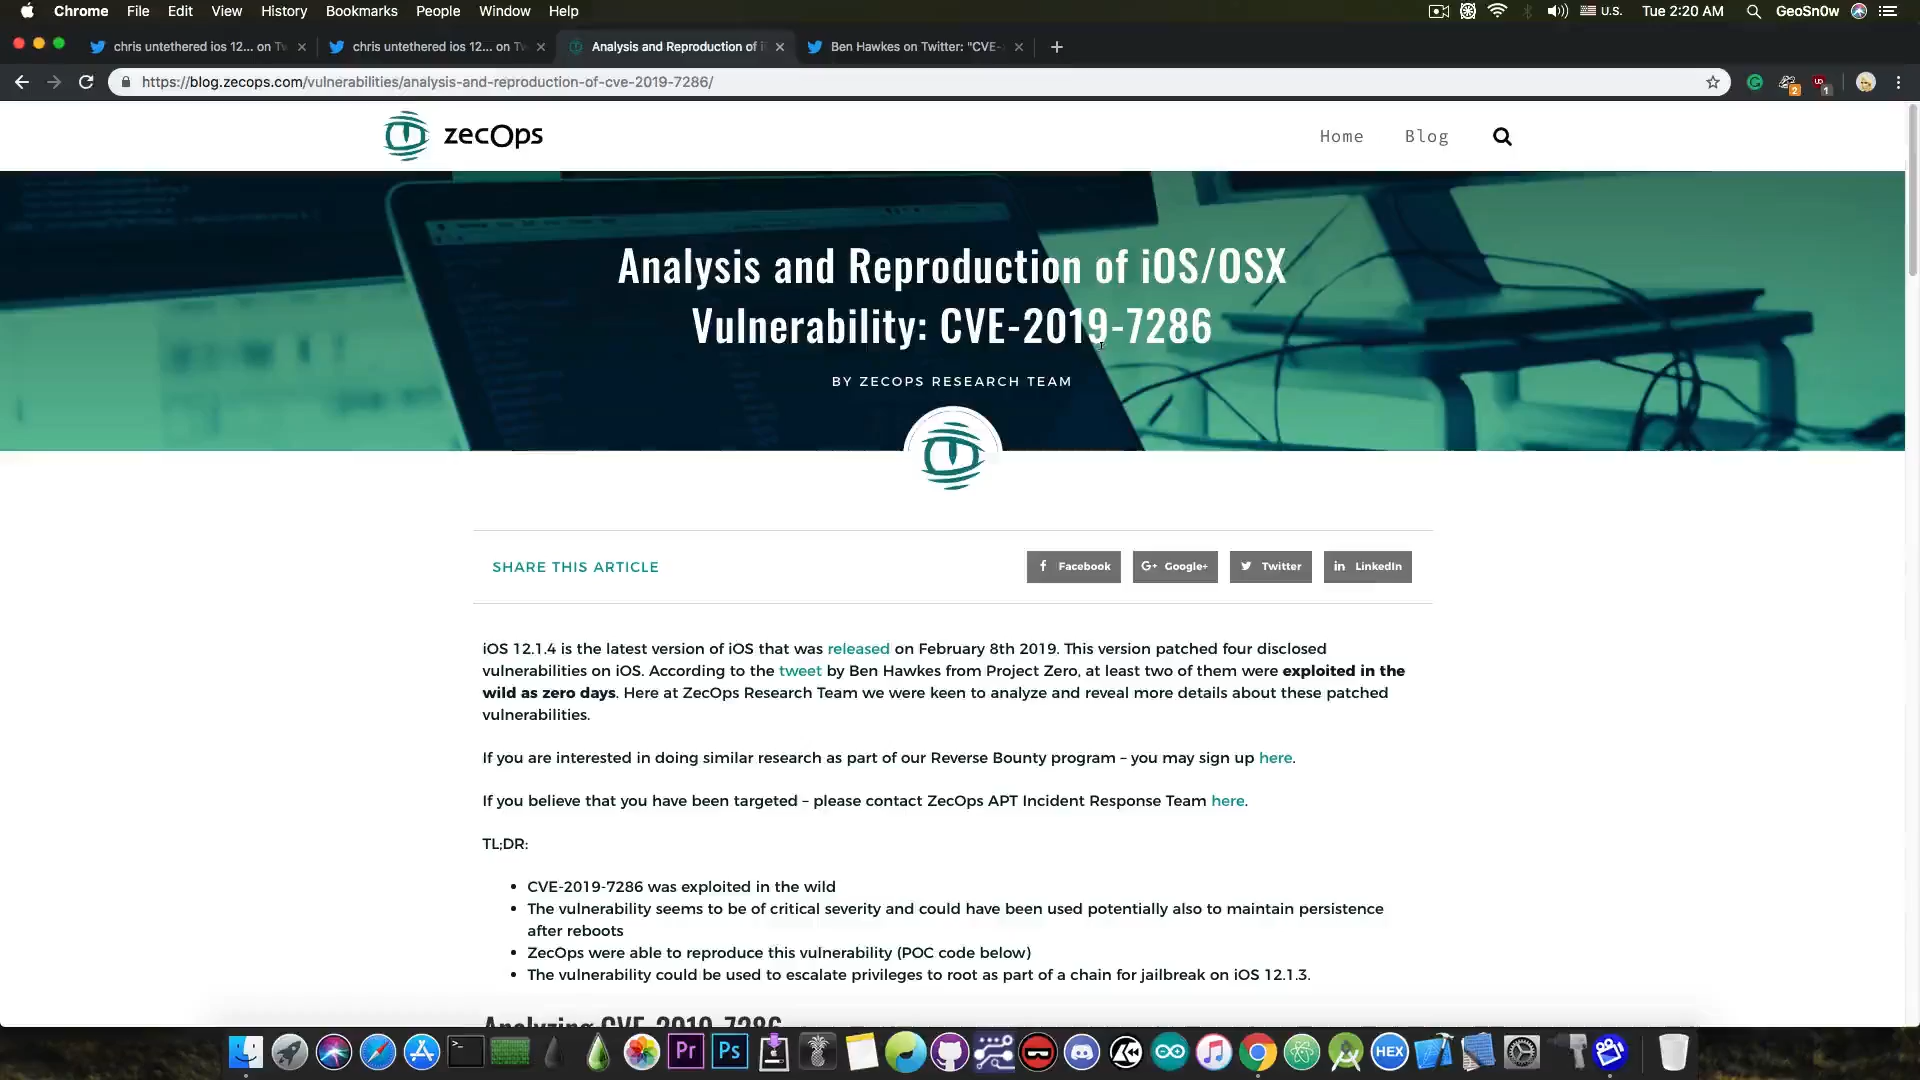 Chrome File Edit View History Bookmarks People Window Help U.S. Tue 2:20 AM GeoSn0w
chris untethered ios 12... on Tw chris untethered ios 12... on Tw Analysis and Reproduction of i Ben Hawkes on Twitter: "CVE-
https://blog.zecops.com/vulnerabilities/analysis-and-reproduction-of-cve-2019-7286/ 2 1
zecOps Home Blog
Analysis and Reproduction of iOS/OSX
Vulnerability: CVE-2019-7286
BY ZECOPS RESEARCH TEAM
SHARE THIS ARTICLE Facebook G+ Google+ Twitter in LinkedIn
iOS 12.1.4 is the latest version of iOS that was released on February 8th 2019. This version patched four disclosed
vulnerabilities on iOS. According to the tweet by Ben Hawkes from Project Zero, at least two of them were exploited in the
wild as zero days. Here at ZecOps Research Team we were keen to analyze and reveal more details about these patched
vulnerabilities.
If you are interested in doing similar research as part of our Reverse Bounty program – you may sign up here.
If you believe that you have been targeted – please contact ZecOps APT Incident Response Team here.
TL;DR:
• CVE-2019-7286 was exploited in the wild
• The vulnerability seems to be of critical severity and could have been used potentially also to maintain persistence
after reboots
• ZecOps were able to reproduce this vulnerability (POC code below)
• The vulnerability could be used to escalate privileges to root as part of a chain for jailbreak on iOS 12.1.3.
Analyzing CVE-2019-7286
Pr Ps HEX